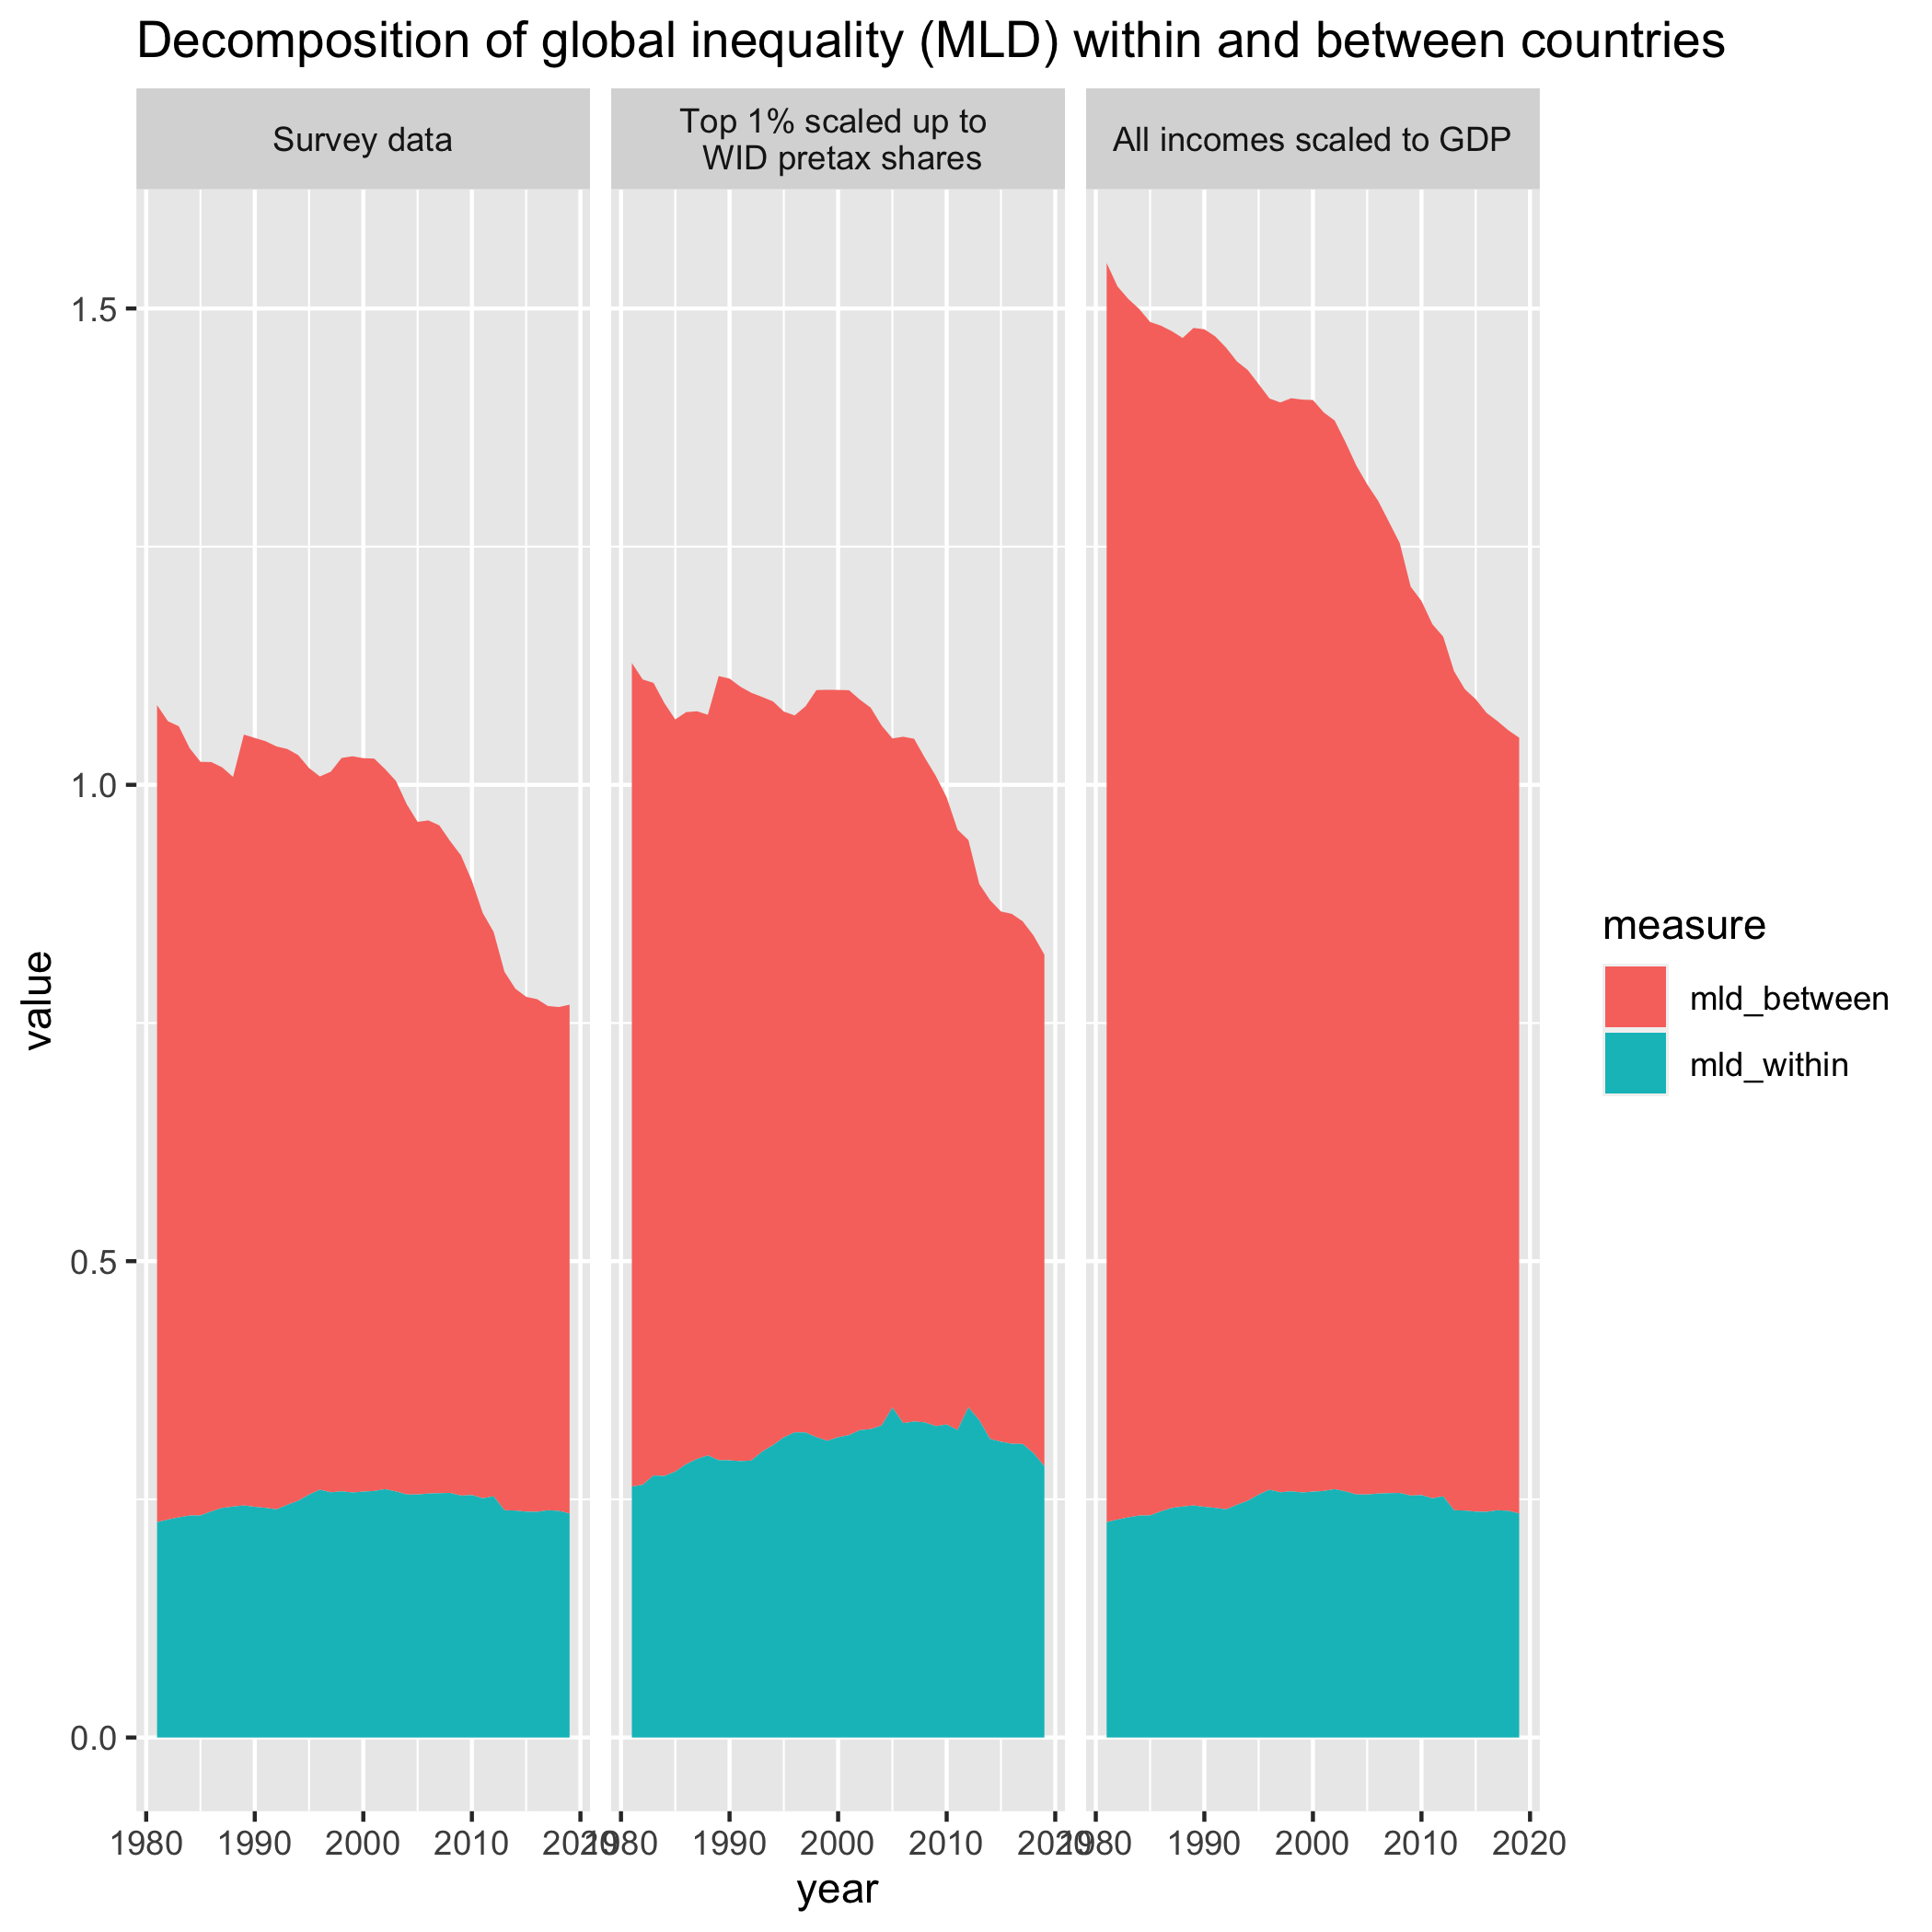 Decomposition of global inequality (MLD) within and between countries
Survey data
Top 1% scaled up to
WID pretax shares
All incomes scaled to GDP
value
1.5
1.0
0.5
0.0
measure
mld_between
mld_within
1980 1990 2000 2010 2020 1980 1990 2000 2010 2020 1980 1990 2000 2010 2020
year